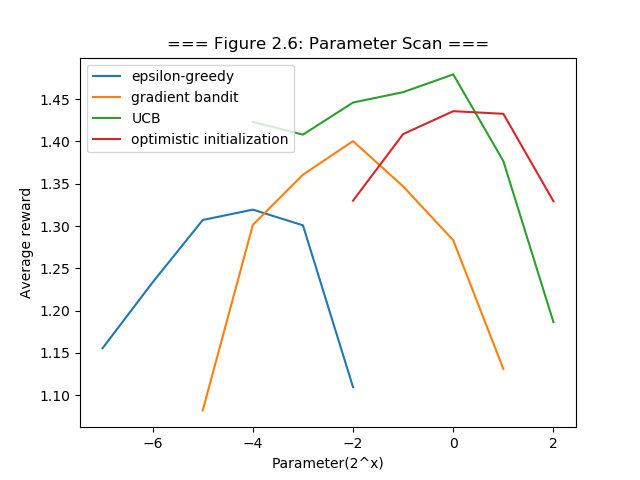 === Figure 2.6: Parameter Scan ===
epsilon-greedy
gradient bandit
UCB
optimistic initialization
Average reward
1.45
1.40
1.35
1.30
1.25
1.20
1.15
1.10
−6
−4
−2
0
2
Parameter(2^x)